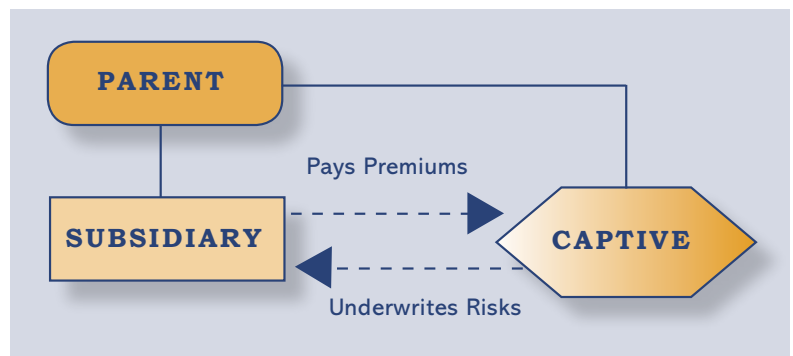 PARENT
Pays Premiums
SUBSIDIARY
CAPTIVE
Underwrites Risks